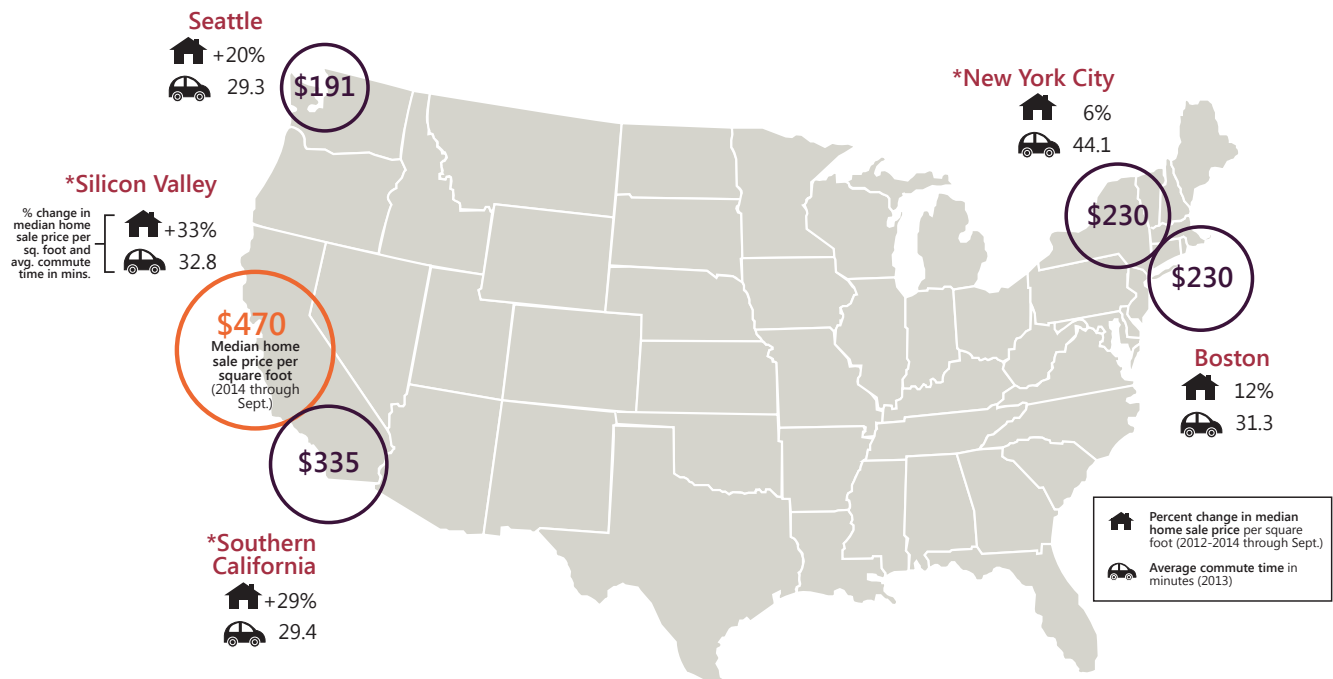 Seattle
+20%
29.3
$191
*New York City
6%
44.1
$230
*Silicon Valley
% change in
median home
sale price per
sq. foot and
avg. commute
time in mins.
+33%
32.8
$470
Median home
sale price per
square foot
(2014 through
Sept.)
$230
Boston
12%
31.3
$335
*Southern
California
+29%
29.4
Percent change in median
home sale price per square
foot (2012-2014 through Sept.)
Average commute time in
minutes (2013)